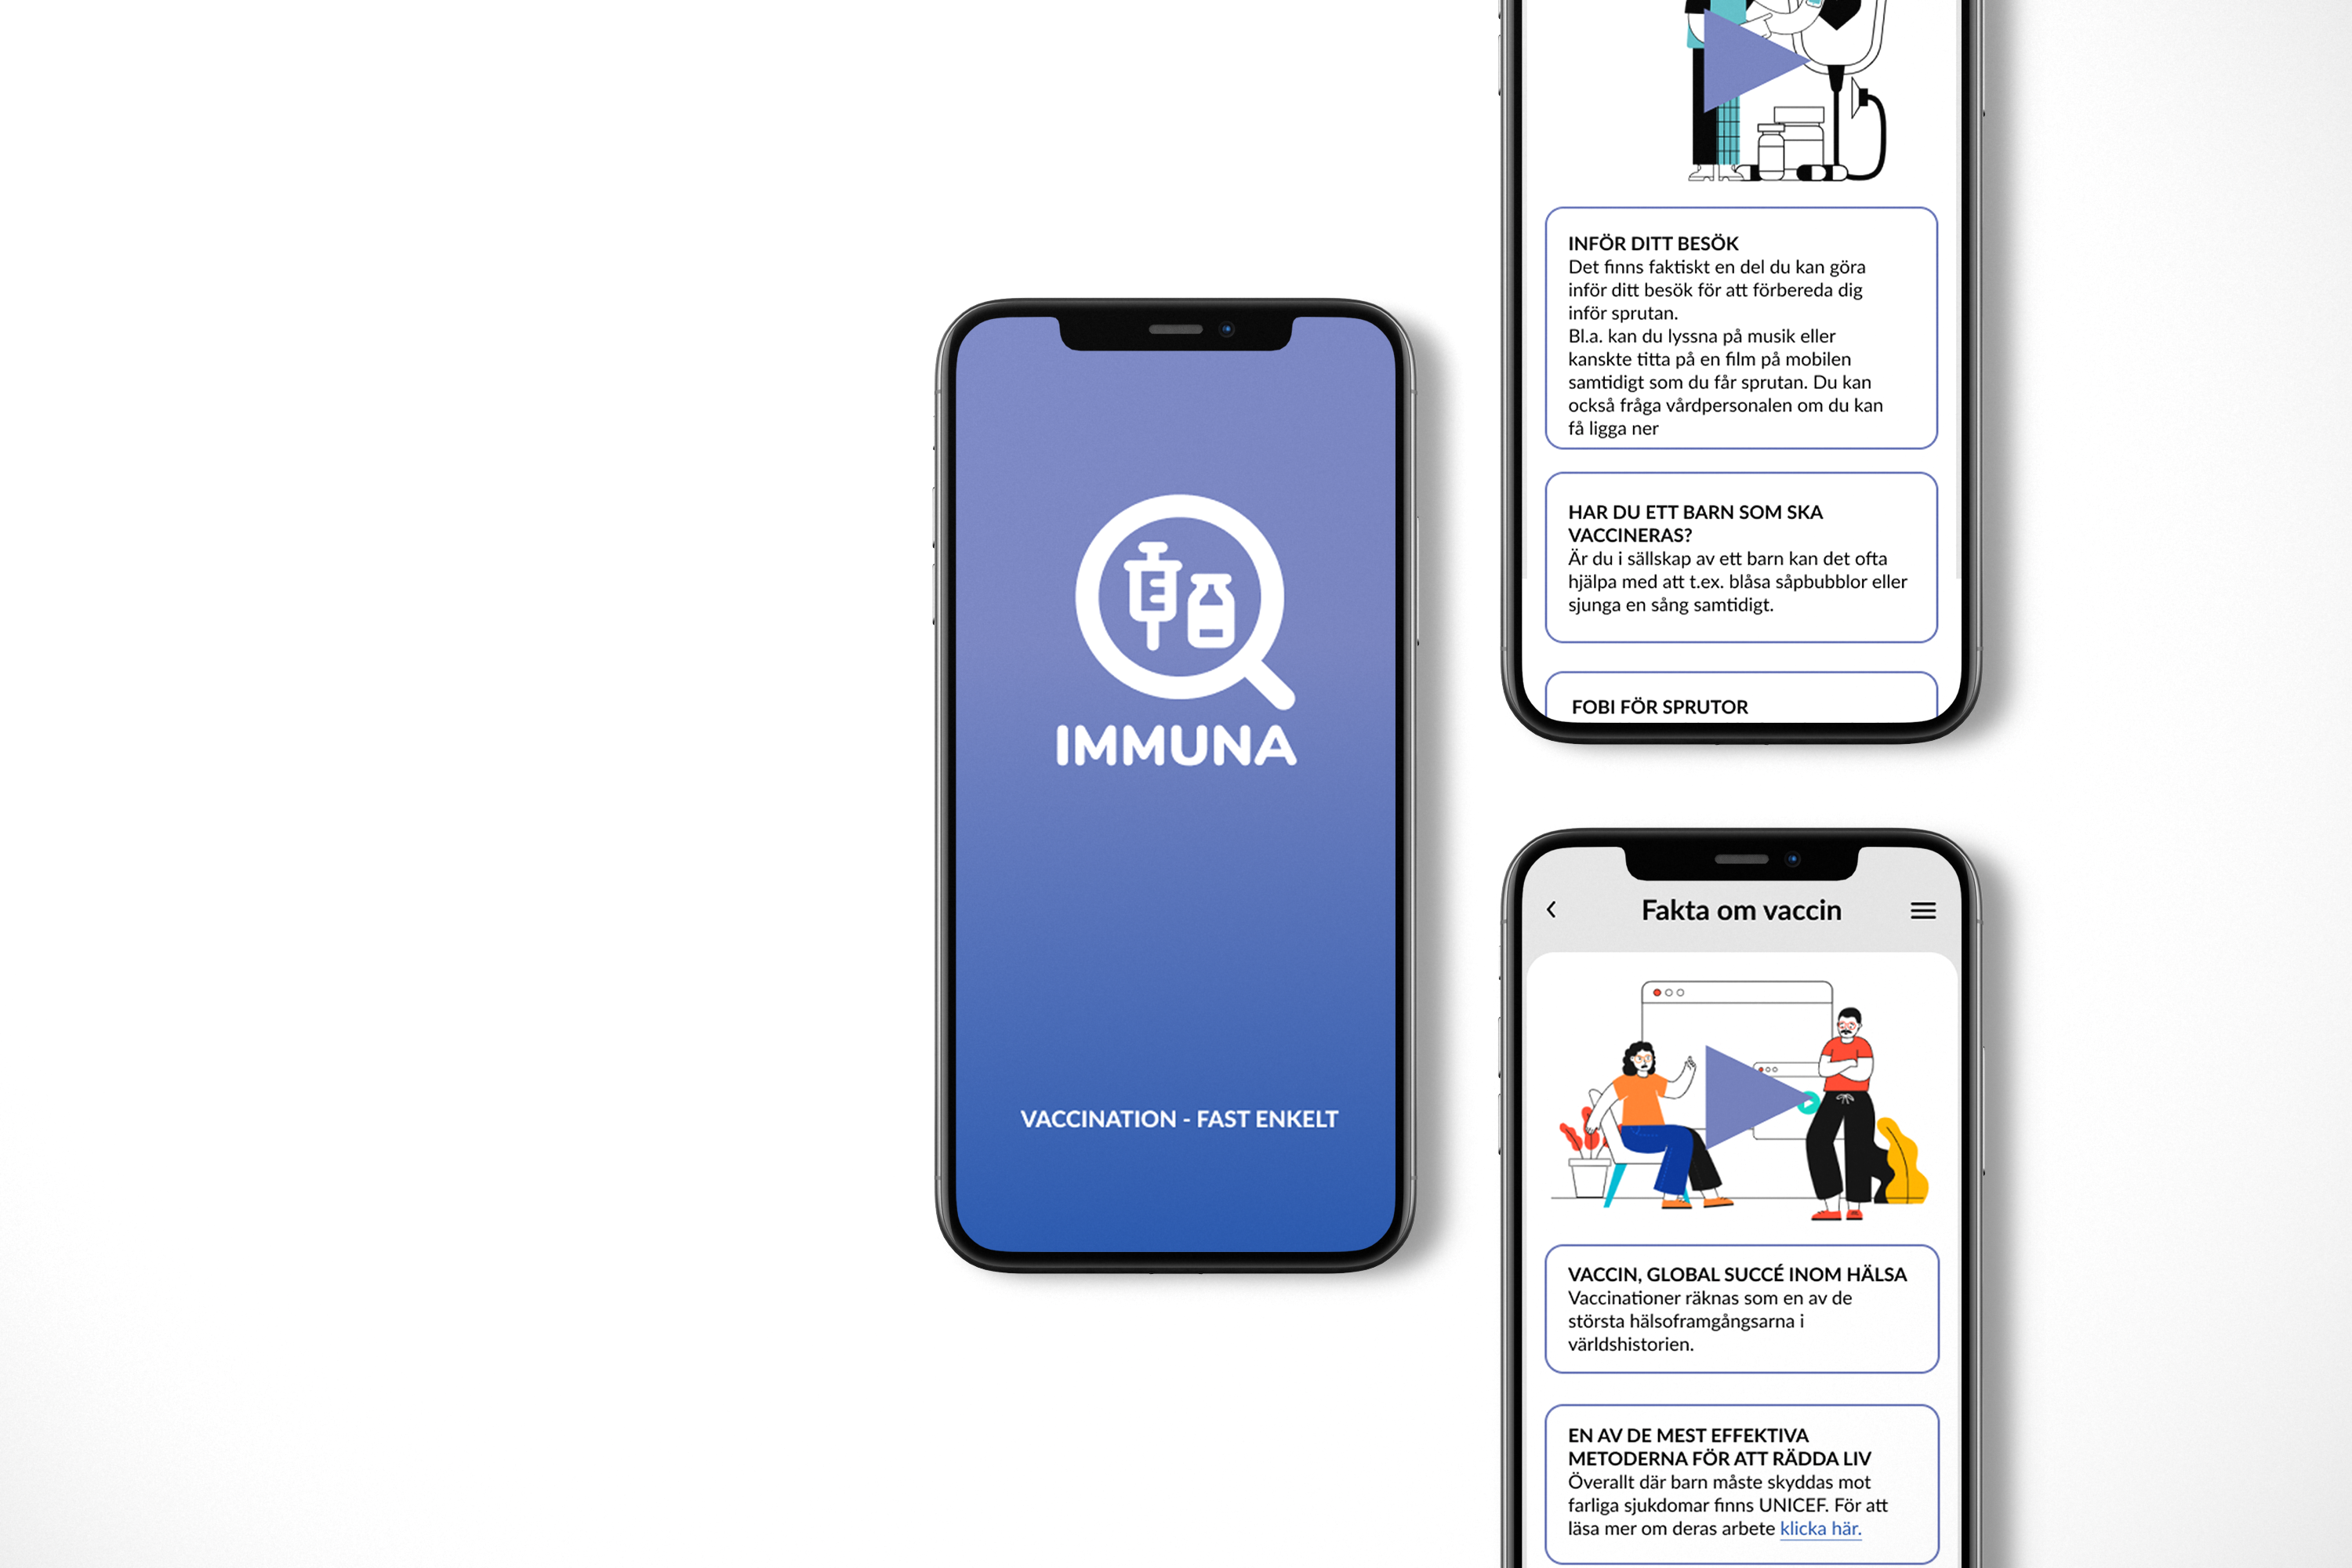 IMMUNA
VACCINATION - FAST ENKELT
INFÖR DITT BESÖK
Det finns faktiskt en del du kan göra
inför ditt besök för att förbereda dig
inför sprutan.
Bl.a. kan du lyssna på musik eller
kanskte titta på en film på mobilen
samtidigt som du får sprutan. Du kan
också fråga vårdpersonalen om du kan
få ligga ner
HAR DU ETT BARN SOM SKA
VACCINERAS?
Är du i sällskap av ett barn kan det ofta
hjälpa med att t.ex. blåsa såpbubblor eller
sjunga en sång samtidigt.
FOBI FÖR SPRUTOR
Fakta om vaccin
VACCIN, GLOBAL SUCCÉ INOM HÄLSA
Vaccinationer räknas som en av de
största hälsoframgångsarna i
världshistorien.
EN AV DE MEST EFFEKTIVA
METODERNA FÖR ATT RÄDDA LIV
Överallt där barn måste skyddas mot
farliga sjukdomar finns UNICEF. För att
läsa mer om deras arbete klicka här.